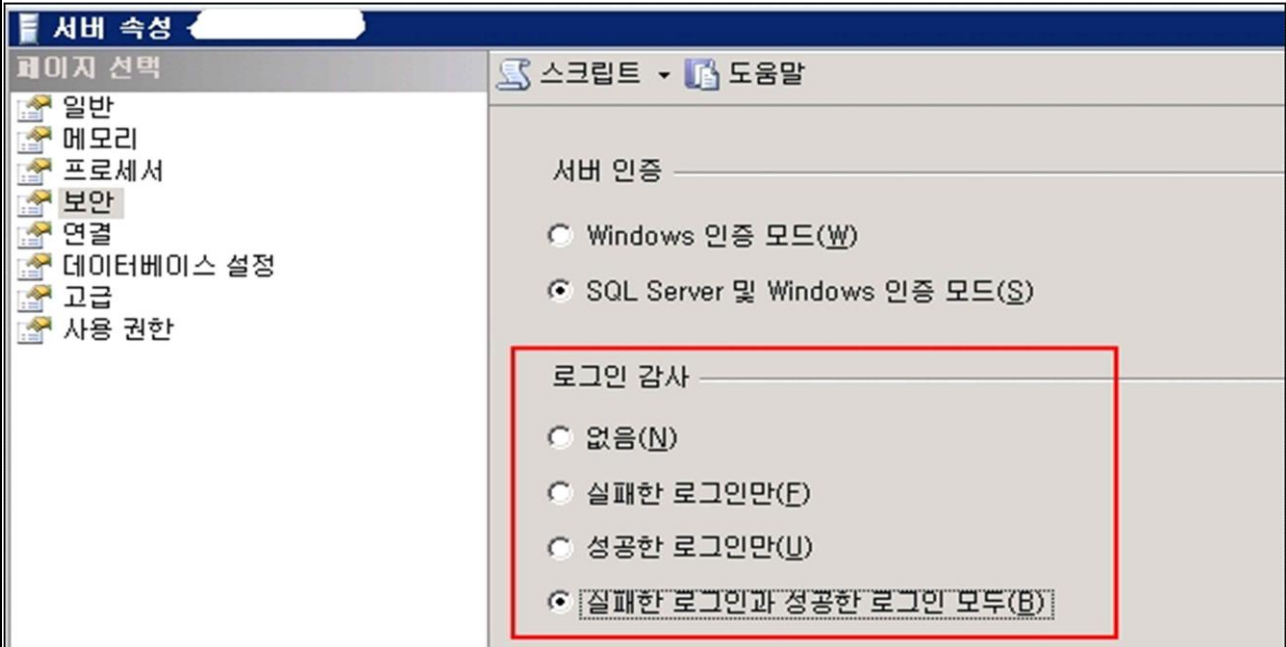 서버 속성 -
페이지 선택
일반
메모리
프로세서
보안
연결
데이터베이스 설정
고급
사용 권한
스크립트 도움말
서버 인증
Windows 인증 모드(W)
SQL Server 및 Windows 인증 모드(S)
로그인 감사
없음(N)
실패한 로그인만(F)
성공한 로그인만(U)
실패한 로그인과 성공한 로그인 모두(B)